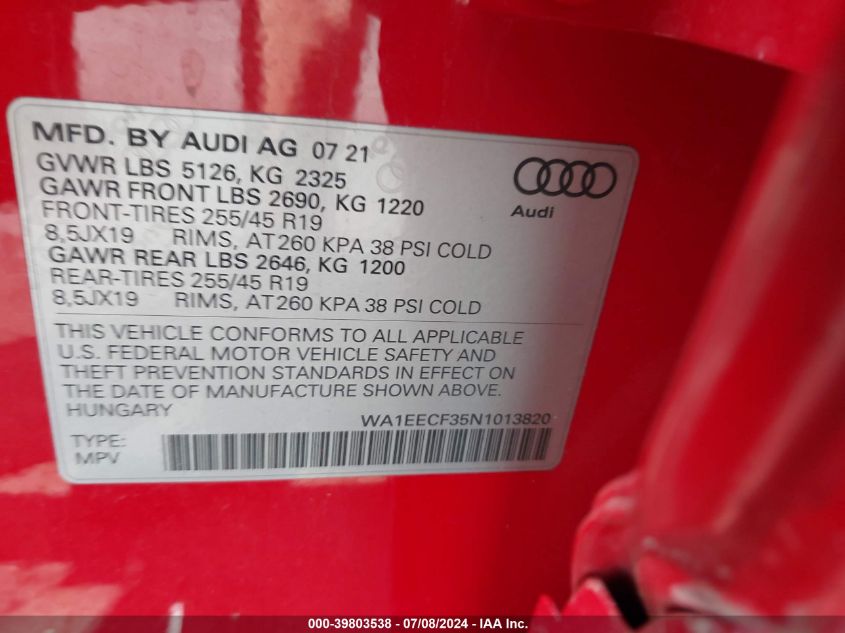 MFD. BY AUDI AG 07 21
GVWR LBS 5126, KG 2325
GAWR FRONT LBS 2690, KG 1220
FRONT-TIRES 255/45 R19
8,5JX19 RIMS, AT 260 KPA 38 PSI COLD
GAWR REAR LBS 2646, KG 1200
REAR-TIRES 255/45 R19
8,5JX19 RIMS, AT 260 KPA 38 PSI COLD
Audi
THIS VEHICLE CONFORMS TO ALL APPLICABLE
U.S. FEDERAL MOTOR VEHICLE SAFETY AND
THEFT PREVENTION STANDARDS IN EFFECT ON
THE DATE OF MANUFACTURE SHOWN ABOVE.
HUNGARY
WA1EECF35N1013820
TYPE:
MPV
000-39803538 - 07/08/2024 - IAA Inc.